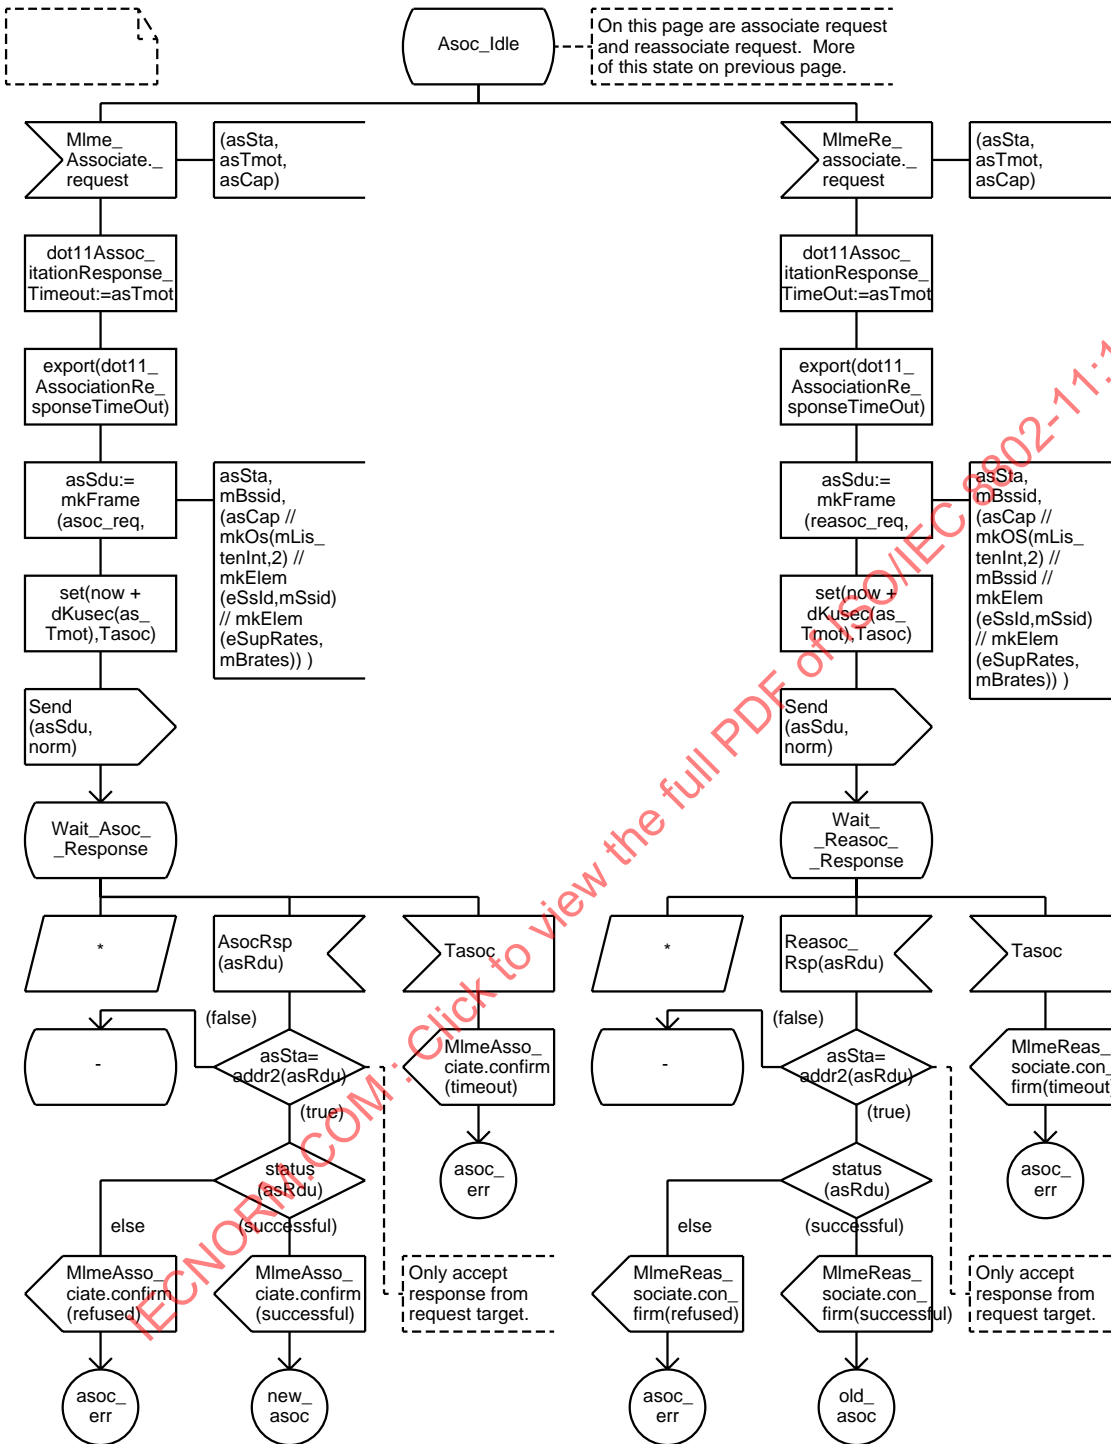 Asoc_Idle
On this page are associate request
and reassociate request. More
of this state on previous page.
Mlme_
Associate._
request
(asSta,
asTmot,
asCap)
dot11Assoc_
itationResponse_
Timeout:=asTmot
export(dot11_
AssociationRe_
sponseTimeOut)
asSdu:=
mkFrame
(asoc_req,
asSta,
mBssid,
(asCap //
mkOs(mLis_
tenInt,2) //
mkElem
(eSsId,mSsid)
// mkElem
(eSupRates,
mBrates)) )
set(now +
dKusec(as_
Tmot),Tasoc)
Send
(asSdu,
norm)
Wait_Asoc_
_Response
*
AsocRsp
(asRdu)
Tasoc
(false)
-
asSta=
addr2(asRdu)
(true)
MlmeAsso_
ciate.confirm
(timeout)
asoc_
err
status
(asRdu)
else
(successful)
MlmeAsso_
ciate.confirm
(refused)
MlmeAsso_
ciate.confirm
(successful)
Only accept
response from
request target.
asoc_
err
new_
asoc
MlmeRe_
associate._
request
(asSta,
asTmot,
asCap)
dot11Assoc_
itationResponse_
TimeOut:=asTmot
export(dot11_
AssociationRe_
sponseTimeOut)
asSdu:=
mkFrame
(reasoc_req,
asSta,
mBssid,
(asCap //
mkOS(mLis_
tenInt,2) //
mBssid //
mkElem
(eSsId,mSsid)
// mkElem
(eSupRates,
mBrates)) )
set(now +
dKusec(as_
Tmot),Tasoc)
Send
(asSdu,
norm)
Wait_
_Reasoc_
_Response
*
Reasoc_
Rsp(asRdu)
Tasoc
(false)
-
asSta=
addr2(asRdu)
(true)
MlmeReas_
sociate.con_
firm(timeout)
asoc_
err
status
(asRdu)
else
(successful)
MlmeReas_
sociate.con_
firm(refused)
MlmeReas_
sociate.con_
firm(successful)
Only accept
response from
request target.
asoc_
err
old_
asoc
IECNORM.COM : Click to view the full PDF of ISO/IEC 8802-11:1